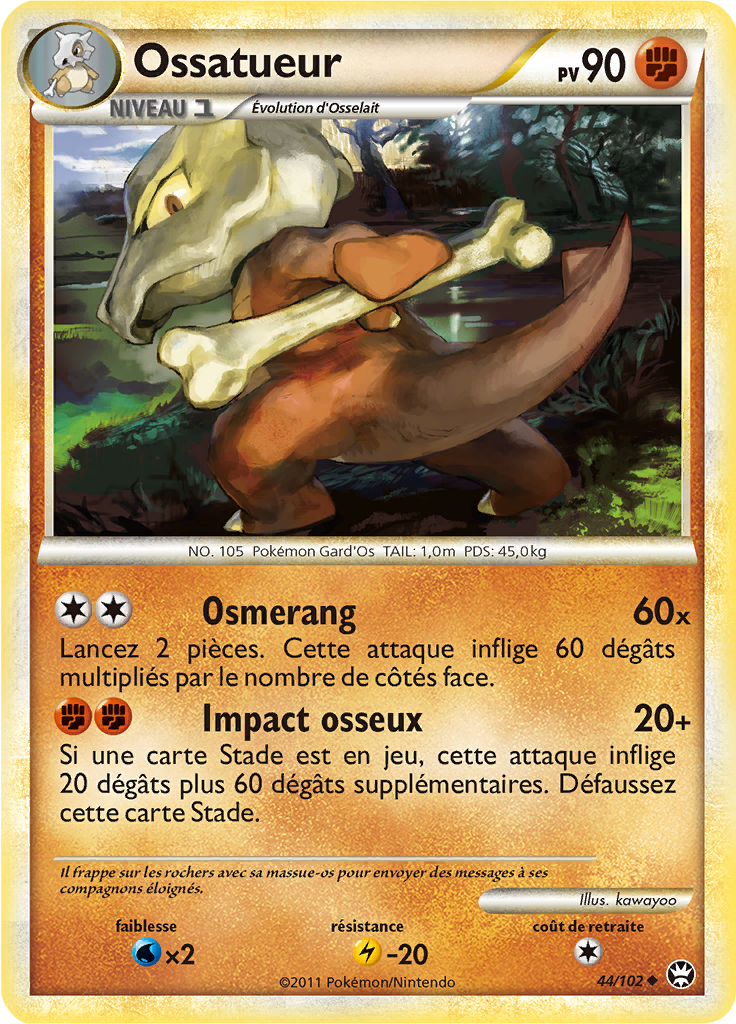 Ossatueur
PV 90
NIVEAU 1
Évolution d'Osselait
NO. 105 Pokémon Gard'Os TAIL: 1,0m PDS: 45,0kg
Osmerang 60x
Lancez 2 pièces. Cette attaque inflige 60 dégâts
multipliés par le nombre de côtés face.
Impact osseux 20+
Si une carte Stade est en jeu, cette attaque inflige
20 dégâts plus 60 dégâts supplémentaires. Défaussez
cette carte Stade.
Il frappe sur les rochers avec sa massue-os pour envoyer des messages à ses
compagnons éloignés.
Illus. kawayoo
faiblesse résistance coût de retraite
×2 -20
©2011 Pokémon/Nintendo 44/102